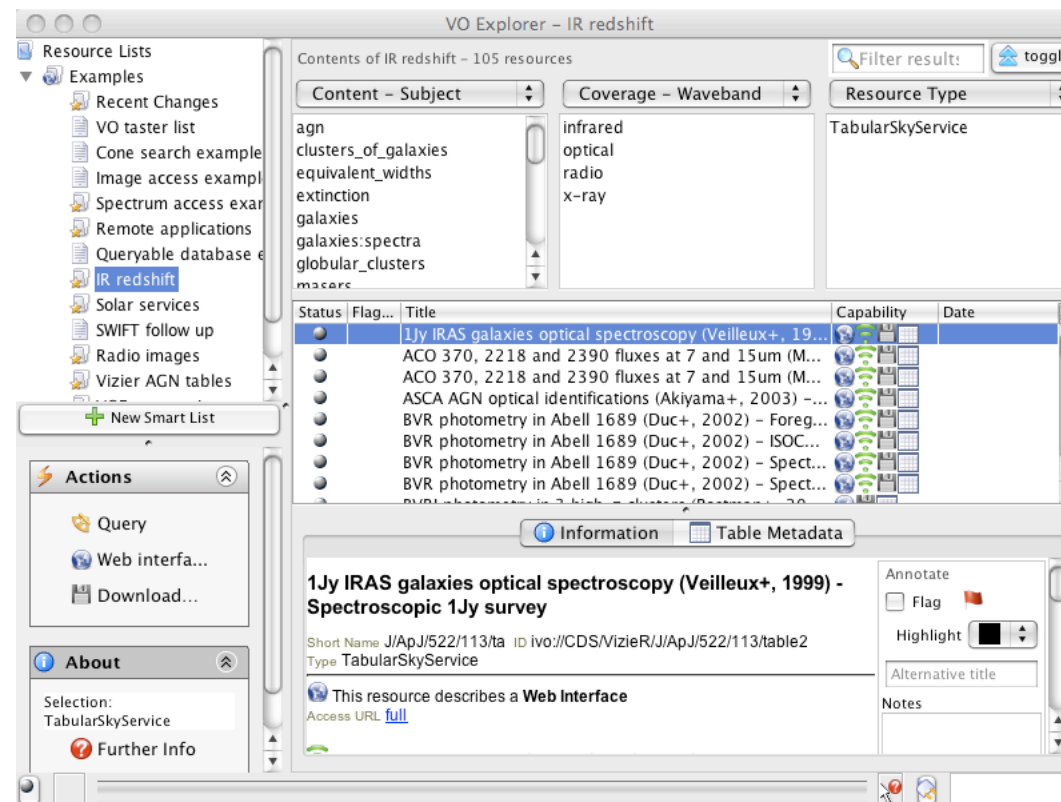 VO Explorer – IR redshift
Resource Lists
Examples
Recent Changes
VO taster list
Cone search example
Image access exampl
Spectrum access exar
Remote applications
Queryable database e
IR redshift
Solar services
SWIFT follow up
Radio images
Vizier AGN tables
New Smart List
Actions
Query
Web interfa...
Download...
About
Selection:
TabularSkyService
Further Info
Contents of IR redshift – 105 resources
Filter results
toggl
Content – Subject
Coverage – Waveband
Resource Type
agn
clusters_of_galaxies
equivalent_widths
extinction
galaxies
galaxies:spectra
globular_clusters
masers
infrared
optical
radio
x-ray
TabularSkyService
Status Flag... Title Capability Date
1Jy IRAS galaxies optical spectroscopy (Veilleux+, 19...
ACO 370, 2218 and 2390 fluxes at 7 and 15um (M...
ACO 370, 2218 and 2390 fluxes at 7 and 15um (M...
ASCA AGN optical identifications (Akiyama+, 2003) –...
BVR photometry in Abell 1689 (Duc+, 2002) – Foreg...
BVR photometry in Abell 1689 (Duc+, 2002) – ISOC...
BVR photometry in Abell 1689 (Duc+, 2002) – Spect...
BVR photometry in Abell 1689 (Duc+, 2002) – Spect...
Information
Table Metadata
1Jy IRAS galaxies optical spectroscopy (Veilleux+, 1999) -
Spectroscopic 1Jy survey
Short Name J/ApJ/522/113/ta ID ivo://CDS/VizieR/J/ApJ/522/113/table2
Type TabularSkyService
This resource describes a Web Interface
Access URL full
Annotate
Flag
Highlight
Alternative title
Notes